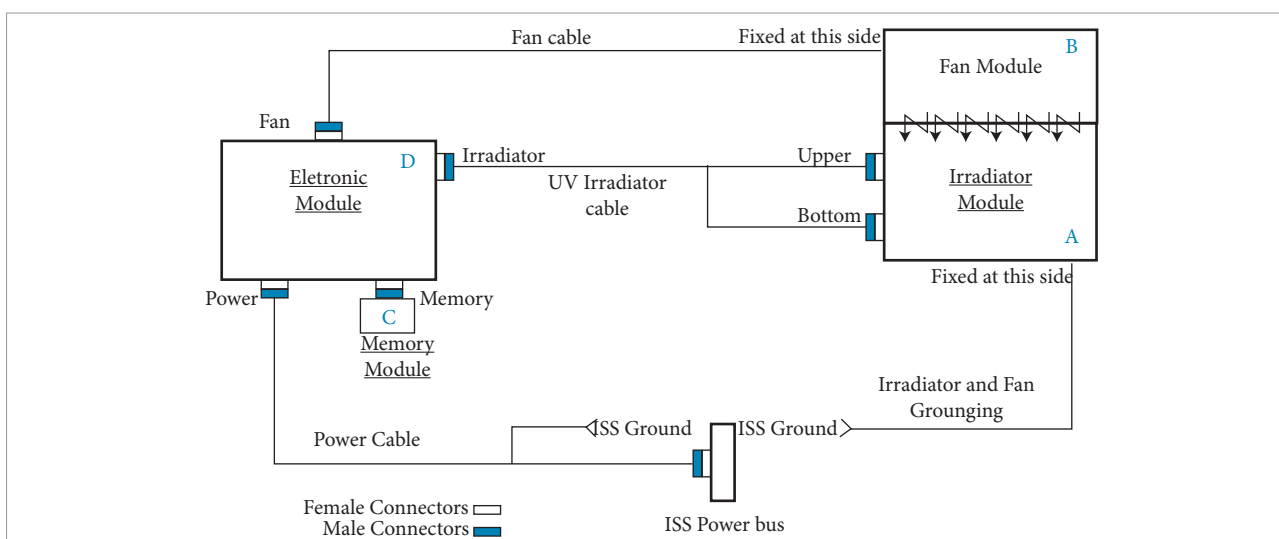 Fan cable
Fixed at this side
B
Fan Module
Fan
D
Eletronic
Module
Irradiator
UV Irradiator
cable
Upper
Bottom
Irradiator
Module
A
Fixed at this side
Power
Memory
C
Memory
Module
Irradiator and Fan
Grounging
Power Cable
ISS Ground
ISS Ground
Female Connectors
Male Connectors
ISS Power bus